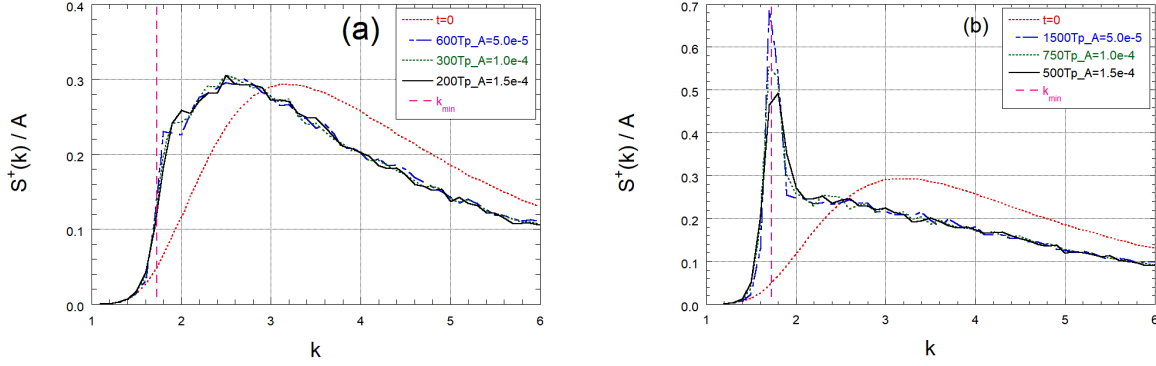 (a)
t=0
600Tp_A=5.0e-5
300Tp_A=1.0e-4
200Tp_A=1.5e-4
k_min
0.4
0.3
0.2
0.1
0.0
S⁺(k) / A
1 2 3 4 5 6
k
(b)
t=0
1500Tp_A=5.0e-5
750Tp_A=1.0e-4
500Tp_A=1.5e-4
k_min
0.7
0.6
0.5
0.4
0.3
0.2
0.1
0.0
S⁺(k) / A
1 2 3 4 5 6
k